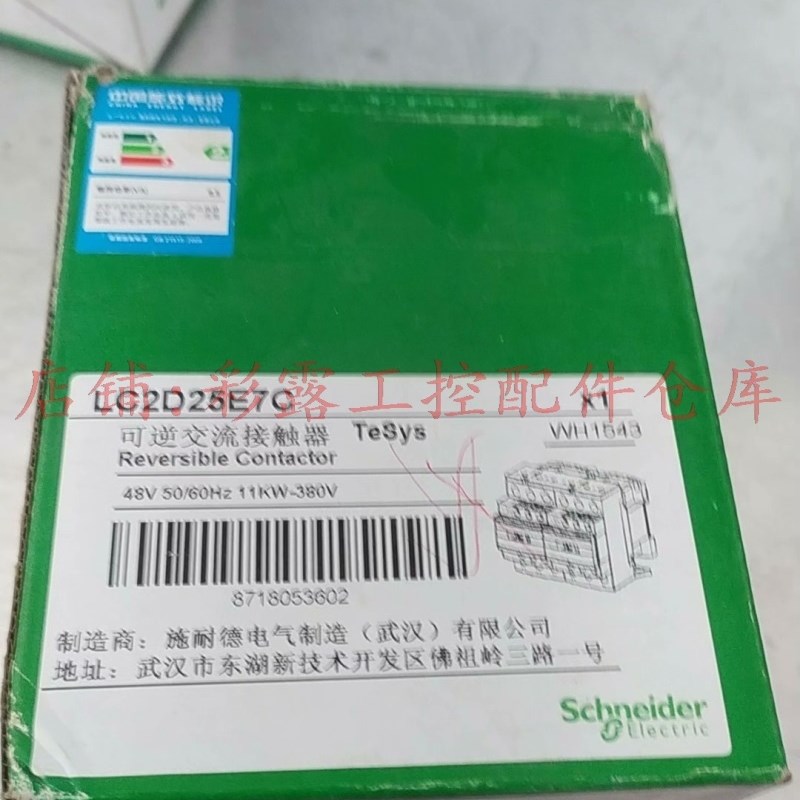 店铺:彩露工控配件仓库
LC2D25E7C x1
可逆交流接触器 TeSys WH1543
Reversible Contactor
48V 50/60Hz 11KW-380V
8718053602
制造商：施耐德电气制造（武汉）有限公司
地址：武汉市东湖新技术开发区佛祖岭三路一号
Schneider
Electric